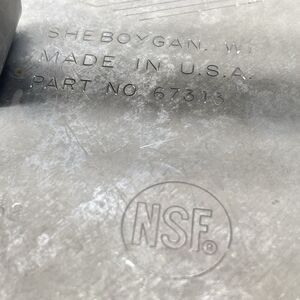 SHEBOYGAN, WI
MADE IN U.S.A.
PART NO. 67313
NSF®